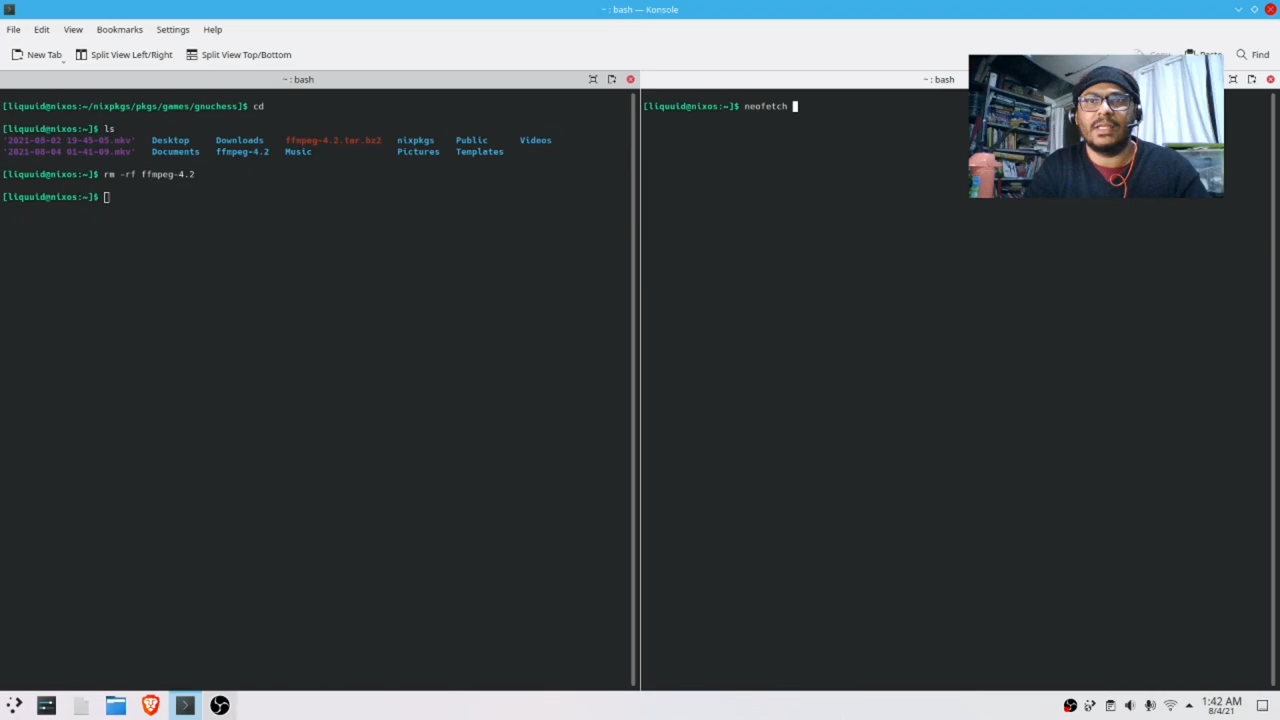 ~ : bash — Konsole
File Edit View Bookmarks Settings Help
New Tab Split View Left/Right Split View Top/Bottom Find
~ : bash
[liquid@nixos:~/nixpkgs/pkgs/games/gnuchess]$ cd
[liquid@nixos:~]$ ls
'2021-08-02 19-45-05.mkv' Desktop Downloads ffmpeg-4.2.tar.bz2 nixpkgs Public Videos
'2021-08-04 01-41-09.mkv' Documents ffmpeg-4.2 Music Pictures Templates
[liquid@nixos:~]$ rm -rf ffmpeg-4.2
[liquid@nixos:~]$
~ : bash
[liquid@nixos:~]$ neofetch
1:42 AM
8/4/21